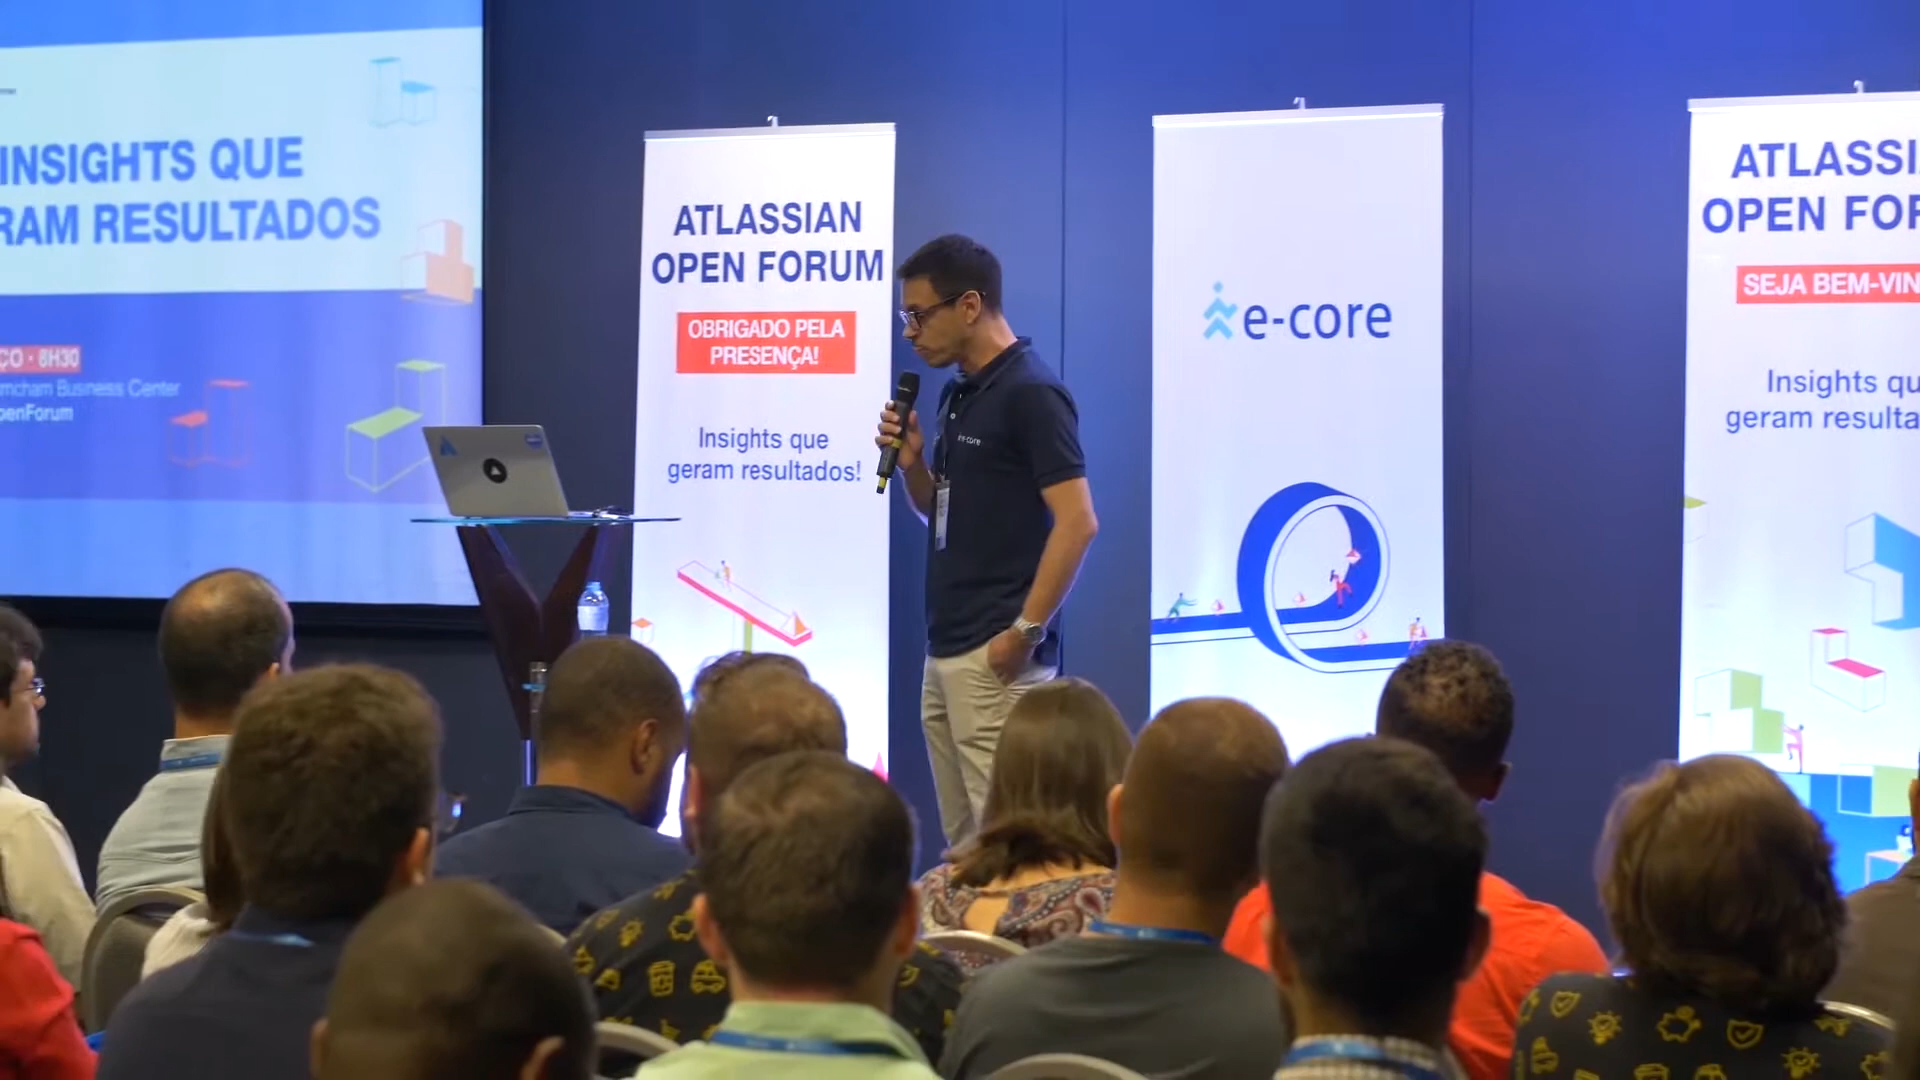 INSIGHTS QUE
RAM RESULTADOS
ÇO · 8H30
mcham Business Center
penForum
ATLASSIAN
OPEN FORUM
OBRIGADO PELA
PRESENÇA!
Insights que
geram resultados!
e-core
e-core
ATLASSI
OPEN FOR
SEJA BEM-VIN
Insights qu
geram resulta